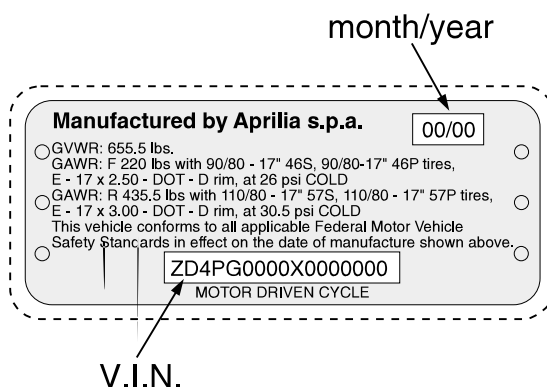 month/year
Manufactured by Aprilia s.p.a.
00/00
GVWR: 655.5 lbs.
GAWR: F 220 lbs with 90/80 - 17" 46S, 90/80-17" 46P tires,
E - 17 x 2.50 - DOT - D rim, at 26 psi COLD
GAWR: R 435.5 lbs with 110/80 - 17" 57S, 110/80 - 17" 57P tires,
E - 17 x 3.00 - DOT - D rim, at 30.5 psi COLD
This vehicle conforms to all applicable Federal Motor Vehicle
Safety Standards in effect on the date of manufacture shown above.
ZD4PG0000X0000000
MOTOR DRIVEN CYCLE
V.I.N.